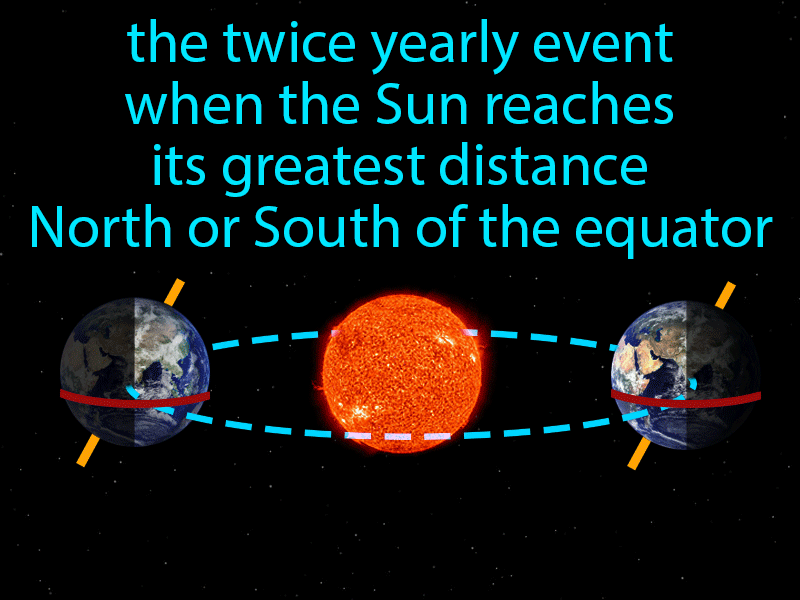 the twice yearly event
when the Sun reaches
its greatest distance
North or South of the equator